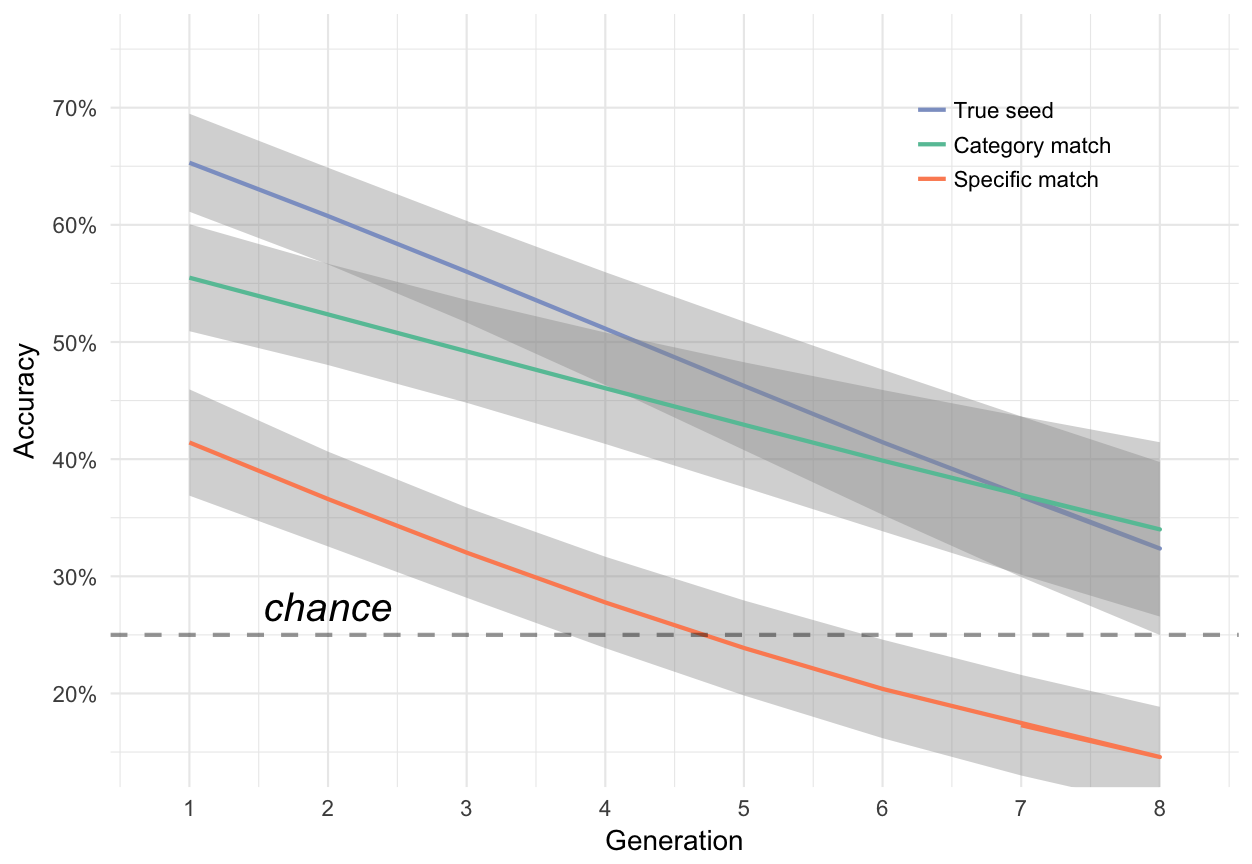 70%
60%
50%
40%
30%
20%
Accuracy
True seed
Category match
Specific match
chance
1 2 3 4 5 6 7 8
Generation